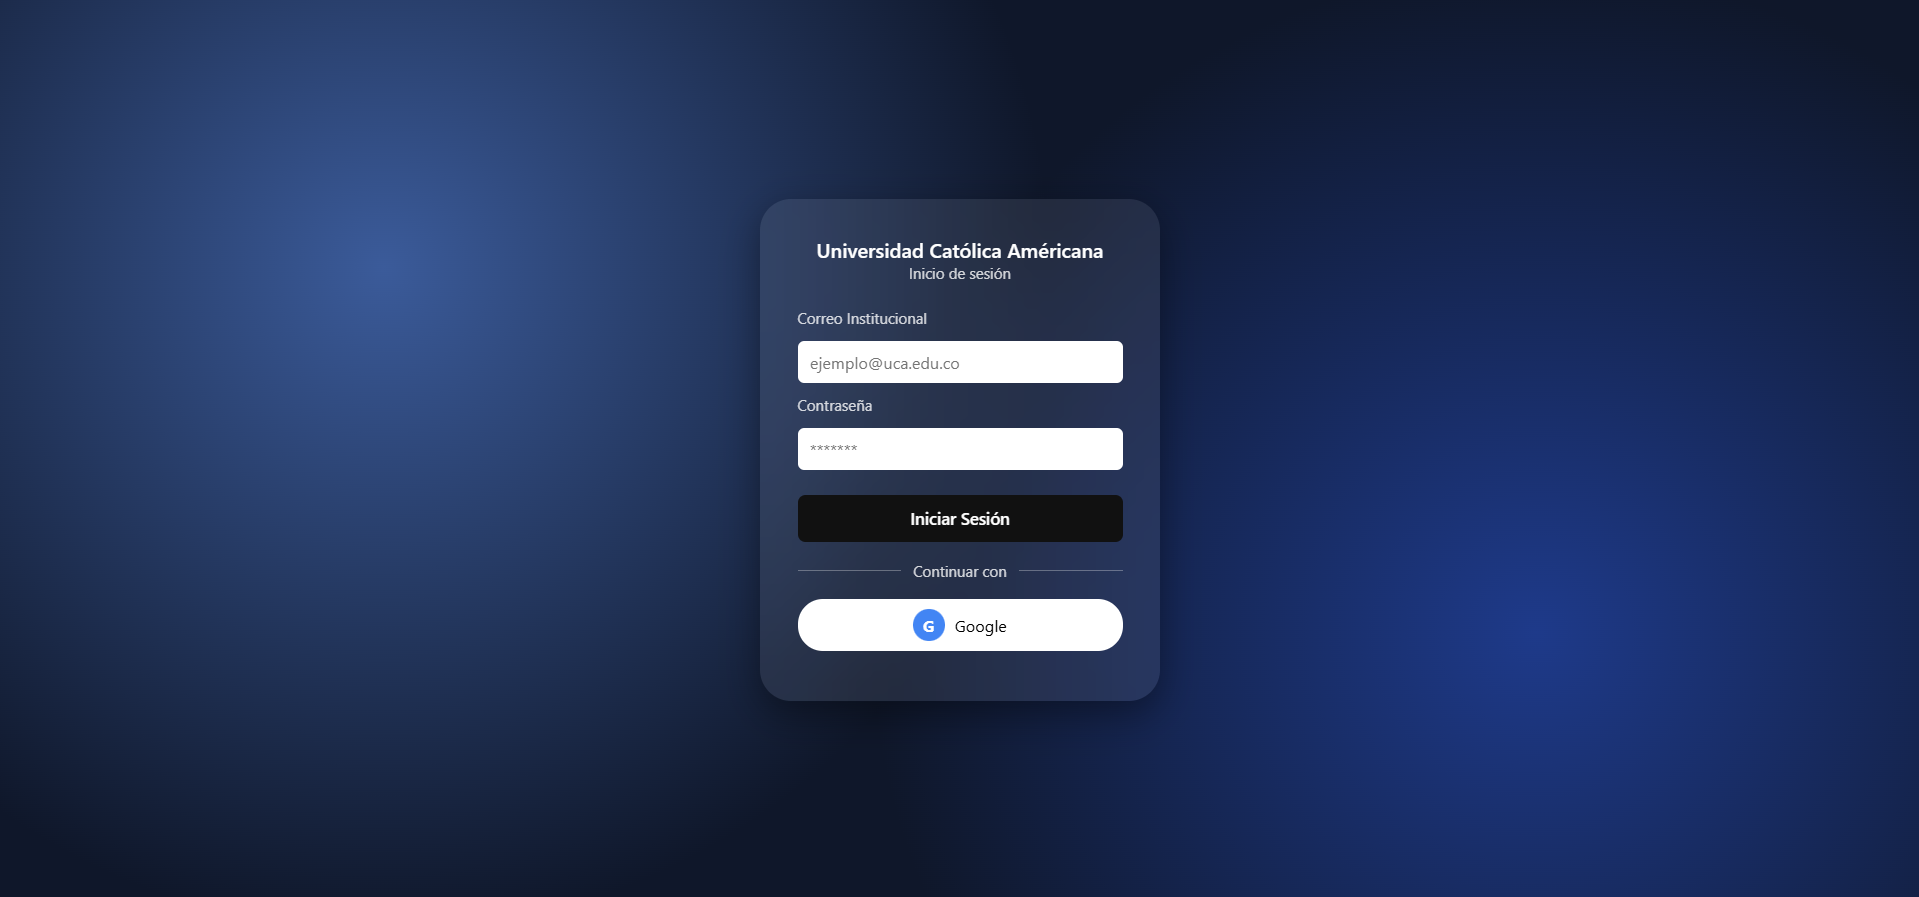 Universidad Católica Américana
Inicio de sesión
Correo Institucional
ejemplo@uca.edu.co
Contraseña
*******
Iniciar Sesión
Continuar con
G Google